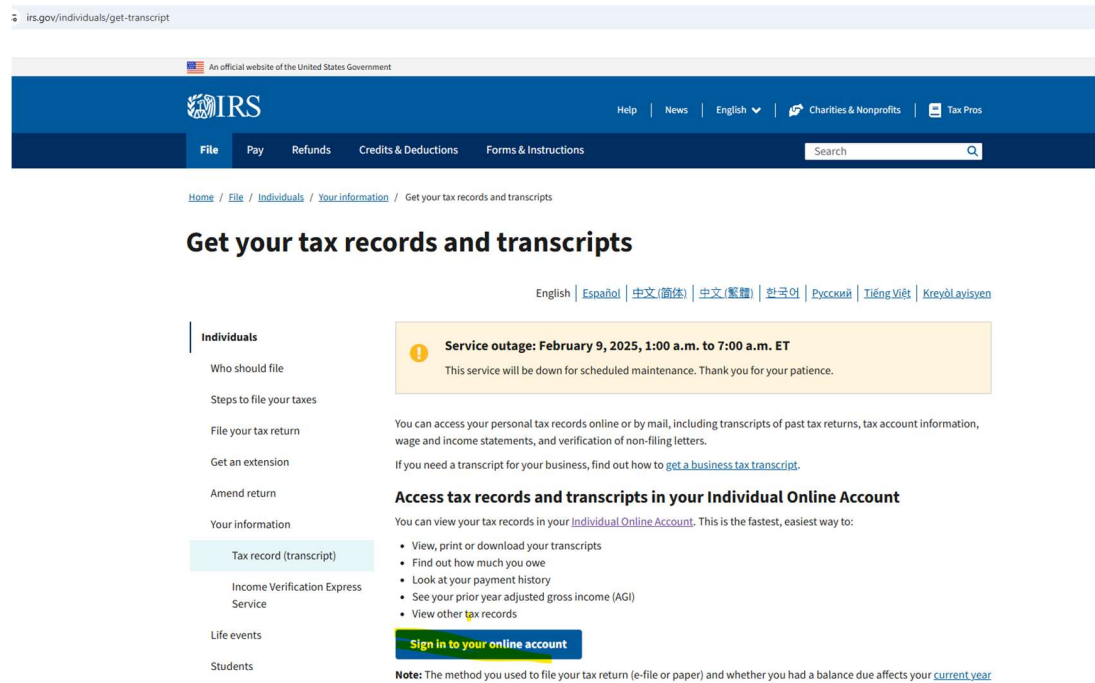 irs.gov/individuals/get-transcript
An official website of the United States Government
IRS
Help | News | English | Charities & Nonprofits | Tax Pros
File Pay Refunds Credits & Deductions Forms & Instructions Search
Home / File / Individuals / Your information / Get your tax records and transcripts
Get your tax records and transcripts
English | Español | 中文 (简体) | 中文 (繁體) | 한국어 | Русский | Tiếng Việt | Kreyòl ayisyen
Individuals
Who should file
Steps to file your taxes
File your tax return
Get an extension
Amend return
Your information
Tax record (transcript)
Income Verification Express
Service
Life events
Students
Service outage: February 9, 2025, 1:00 a.m. to 7:00 a.m. ET
This service will be down for scheduled maintenance. Thank you for your patience.
You can access your personal tax records online or by mail, including transcripts of past tax returns, tax account information,
wage and income statements, and verification of non-filing letters.
If you need a transcript for your business, find out how to get a business tax transcript.
Access tax records and transcripts in your Individual Online Account
You can view your tax records in your Individual Online Account. This is the fastest, easiest way to:
• View, print or download your transcripts
• Find out how much you owe
• Look at your payment history
• See your prior year adjusted gross income (AGI)
• View other tax records
Sign in to your online account
Note: The method you used to file your tax return (e-file or paper) and whether you had a balance due affects your current year